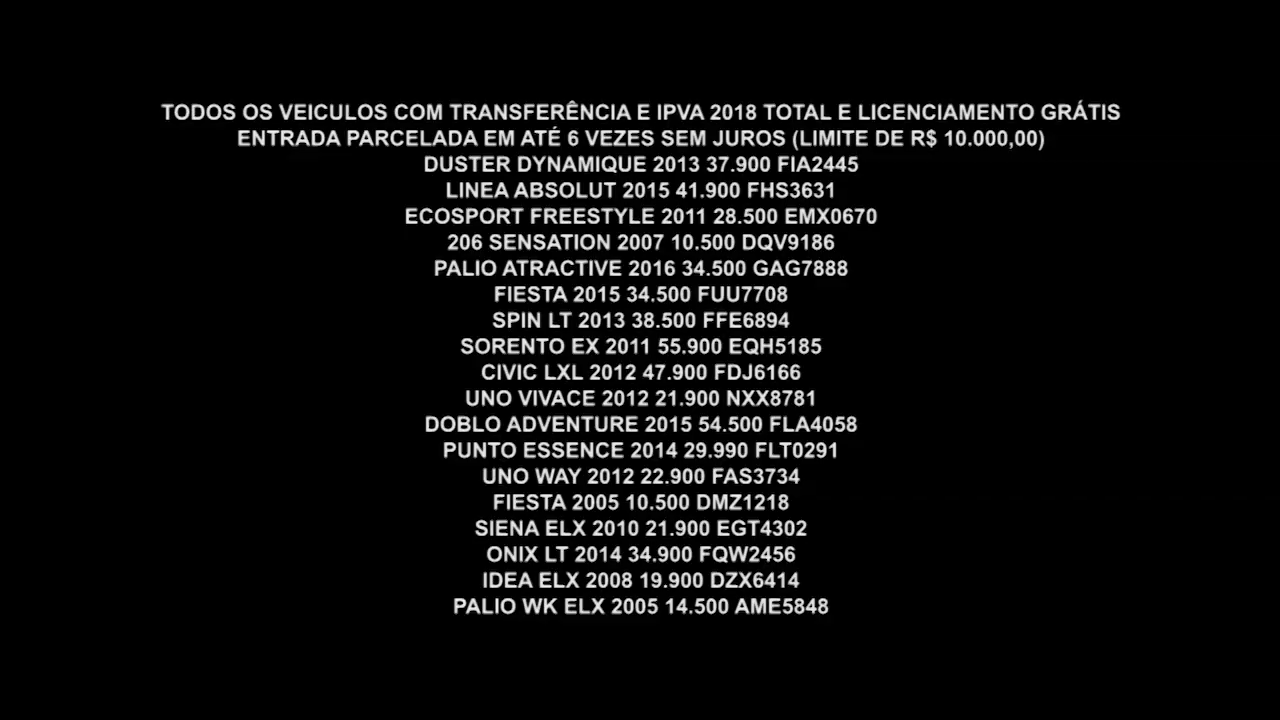 TODOS OS VEICULOS COM TRANSFERÊNCIA E IPVA 2018 TOTAL E LICENCIAMENTO GRÁTIS
ENTRADA PARCELADA EM ATÉ 6 VEZES SEM JUROS (LIMITE DE R$ 10.000,00)
DUSTER DYNAMIQUE 2013 37.900 FIA2445
LINEA ABSOLUT 2015 41.900 FHS3631
ECOSPORT FREESTYLE 2011 28.500 EMX0670
206 SENSATION 2007 10.500 DQV9186
PALIO ATRACTIVE 2016 34.500 GAG7888
FIESTA 2015 34.500 FUU7708
SPIN LT 2013 38.500 FFE6894
SORENTO EX 2011 55.900 EQH5185
CIVIC LXL 2012 47.900 FDJ6166
UNO VIVACE 2012 21.900 NXX8781
DOBLO ADVENTURE 2015 54.500 FLA4058
PUNTO ESSENCE 2014 29.990 FLT0291
UNO WAY 2012 22.900 FAS3734
FIESTA 2005 10.500 DMZ1218
SIENA ELX 2010 21.900 EGT4302
ONIX LT 2014 34.900 FQW2456
IDEA ELX 2008 19.900 DZX6414
PALIO WK ELX 2005 14.500 AME5848